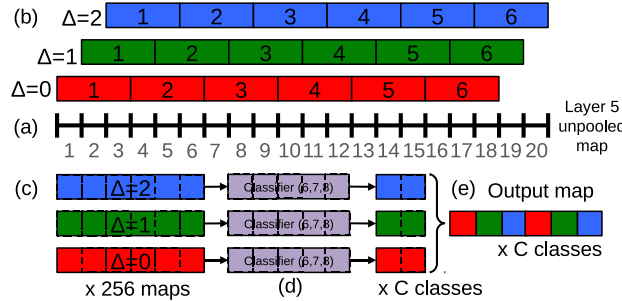 (b) Δ=2 1 2 3 4 5 6
Δ=1 1 2 3 4 5 6
Δ=0 1 2 3 4 5 6
(a)
Layer 5
unpooled
map
1 2 3 4 5 6 7 8 9 10 11 12 13 14 15 16 17 18 19 20
(c) Δ=2 Classifier (6,7,8)
(e) Output map
Δ=1 Classifier (6,7,8)
x C classes
Δ=0 Classifier (6,7,8)
x 256 maps (d) x C classes